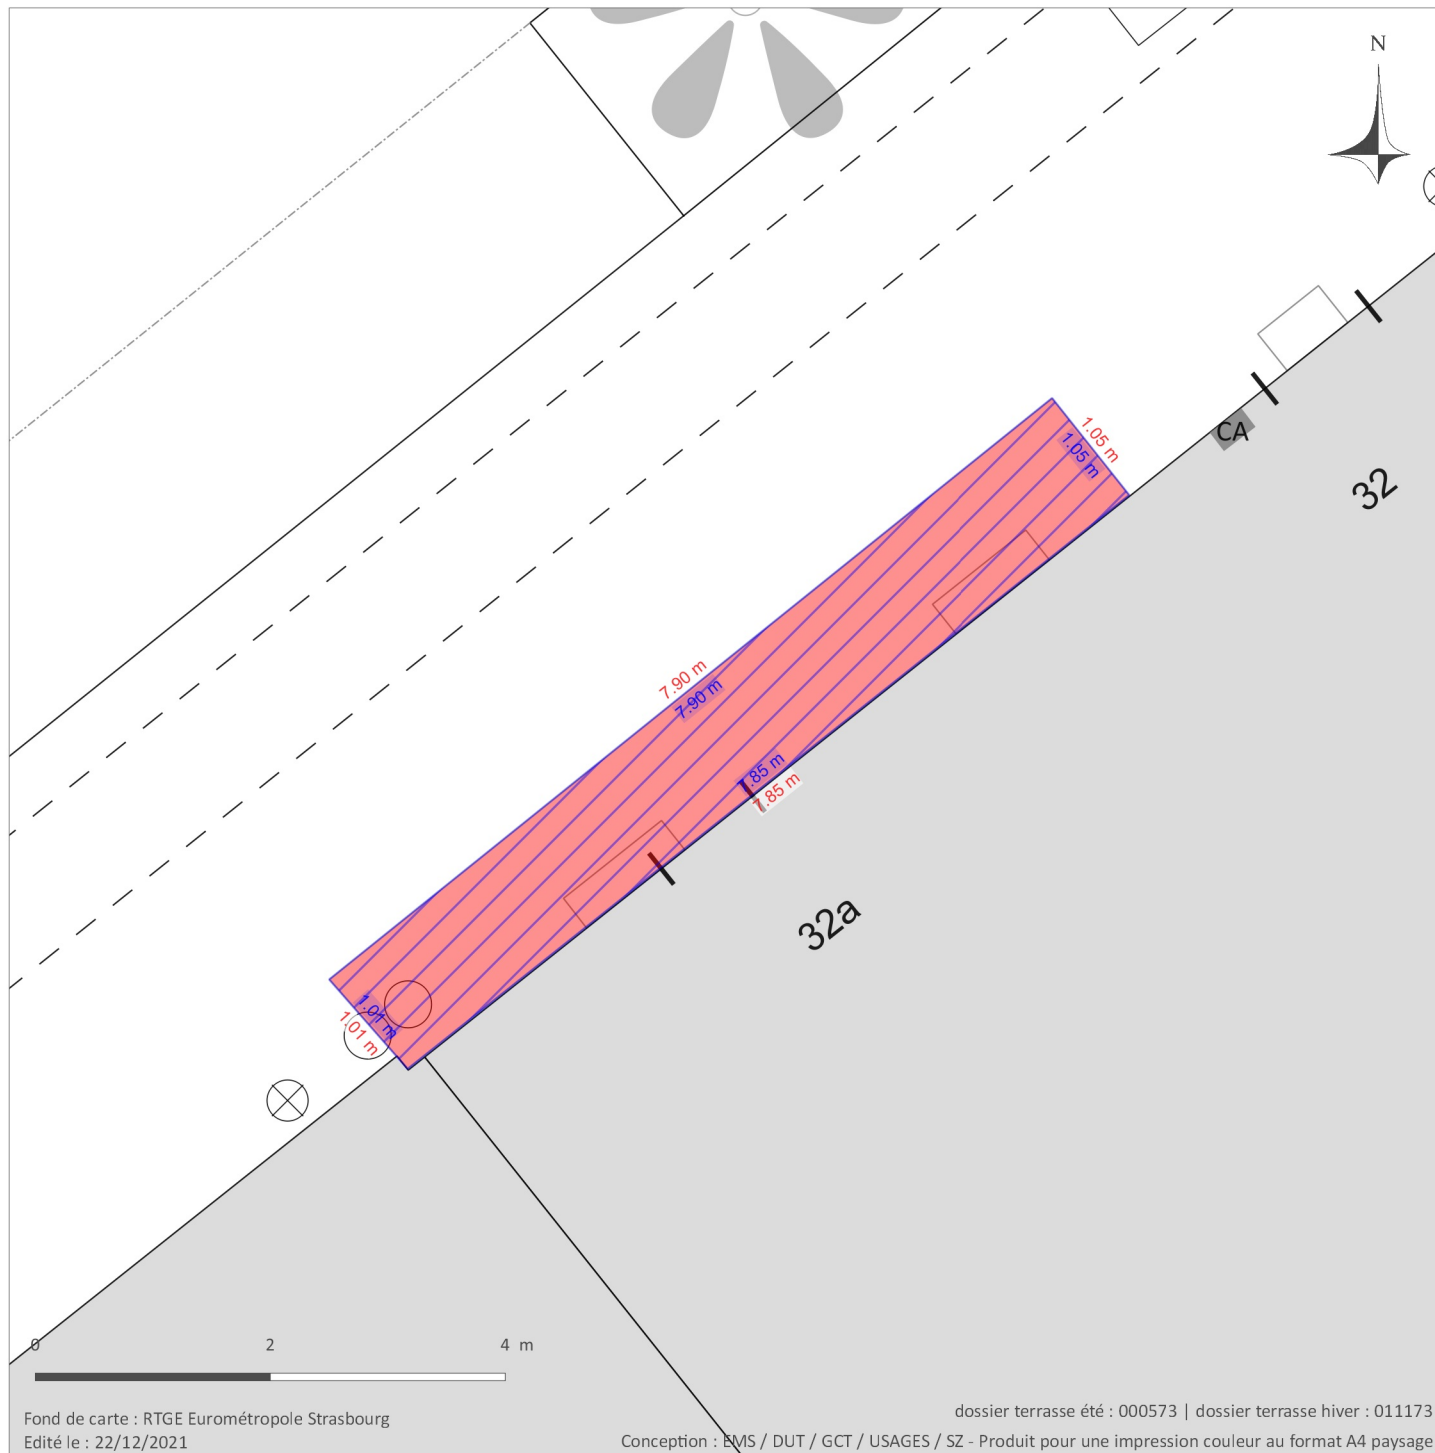 N
1.05 m
1.05 m
CA
32
7.90 m
7.90 m
7.85 m
7.85 m
32a
1.01 m
1.01 m
0 2 4 m
Fond de carte : RTGE Eurométropole Strasbourg
Edité le : 22/12/2021
dossier terrasse été : 000573 | dossier terrasse hiver : 011173
Conception : EMS / DUT / GCT / USAGES / SZ - Produit pour une impression couleur au format A4 paysage